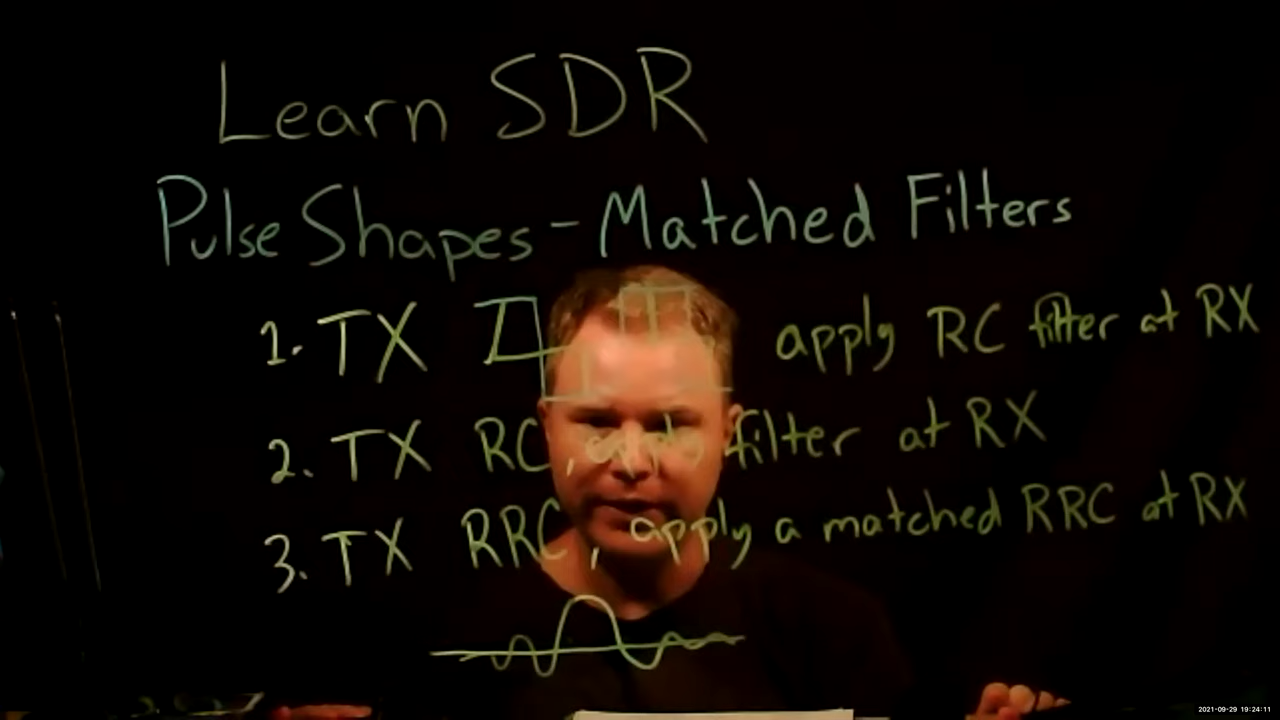 Learn SDR
Pulse Shapes - Matched Filters
1. TX apply RC filter at RX
2. TX RC, filter at RX
3. TX RRC, apply a matched RRC at RX
2021-09-29 19:24:11